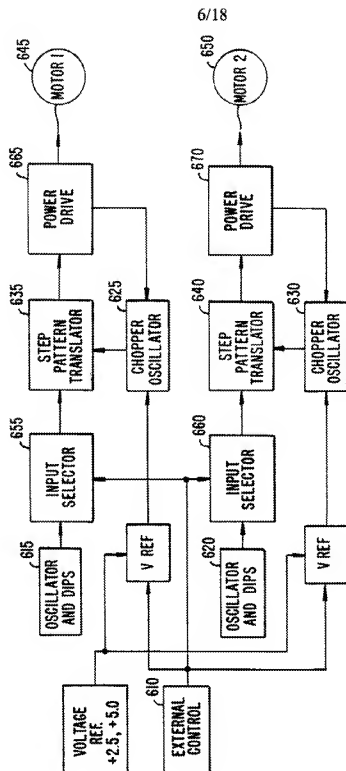 6/18
645
MOTOR 1
665
POWER
DRIVE
635
STEP
PATTERN
TRANSLATOR
625
CHOPPER
OSCILLATOR
655
INPUT
SELECTOR
615
OSCILLATOR
AND DIPS
V REF
VOLTAGE
REF.
+2.5, +5.0
650
MOTOR 2
670
POWER
DRIVE
640
STEP
PATTERN
TRANSLATOR
630
CHOPPER
OSCILLATOR
660
INPUT
SELECTOR
620
OSCILLATOR
AND DIPS
V REF
610
EXTERNAL
CONTROL